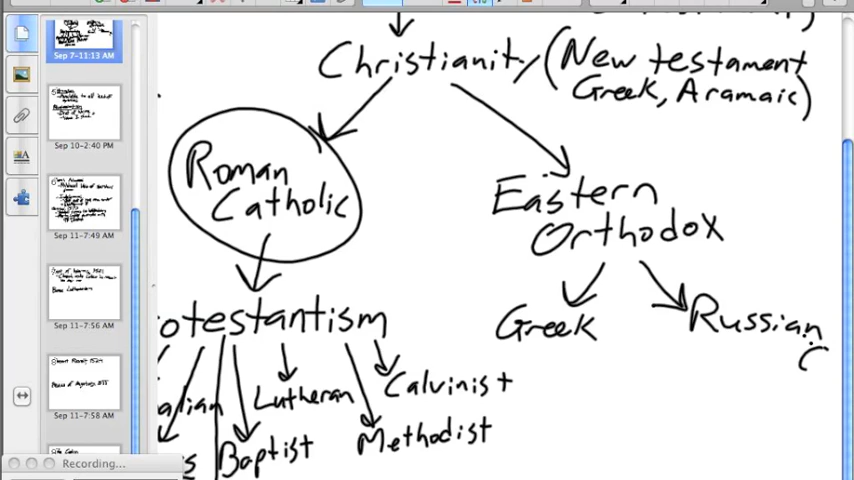 Christianity (New testament
Greek, Aramaic)
Roman
Catholic
Eastern
Orthodox
otestantism
Greek
Russian
(
alian
Lutheran
Calvinist
Baptist
Methodist
Sep 7-11:13 AM
Sep 10-2:40 PM
Sep 11-7:49 AM
Sep 11-7:56 AM
Sep 11-7:58 AM
Recording...